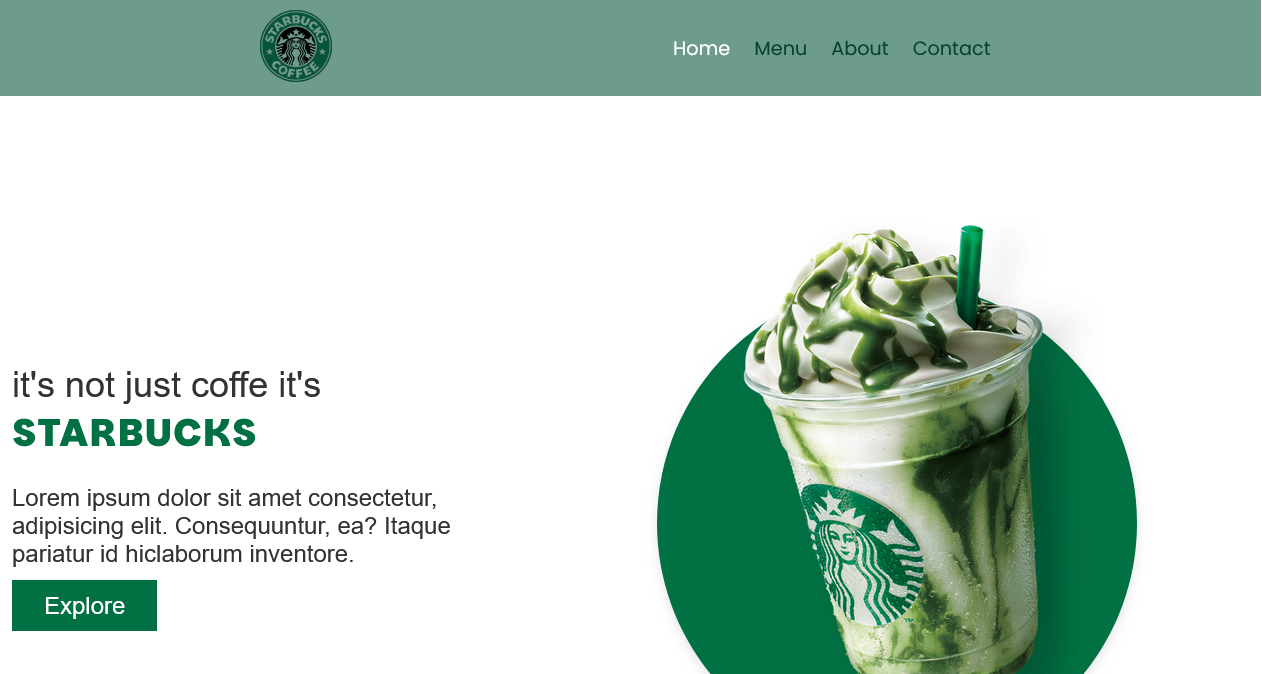 STARBUCKS
COFFEE
Home Menu About Contact
it's not just coffe it's
STARBUCKS
Lorem ipsum dolor sit amet consectetur,
adipisicing elit. Consequuntur, ea? Itaque
pariatur id hiclaborum inventore.
Explore
TM